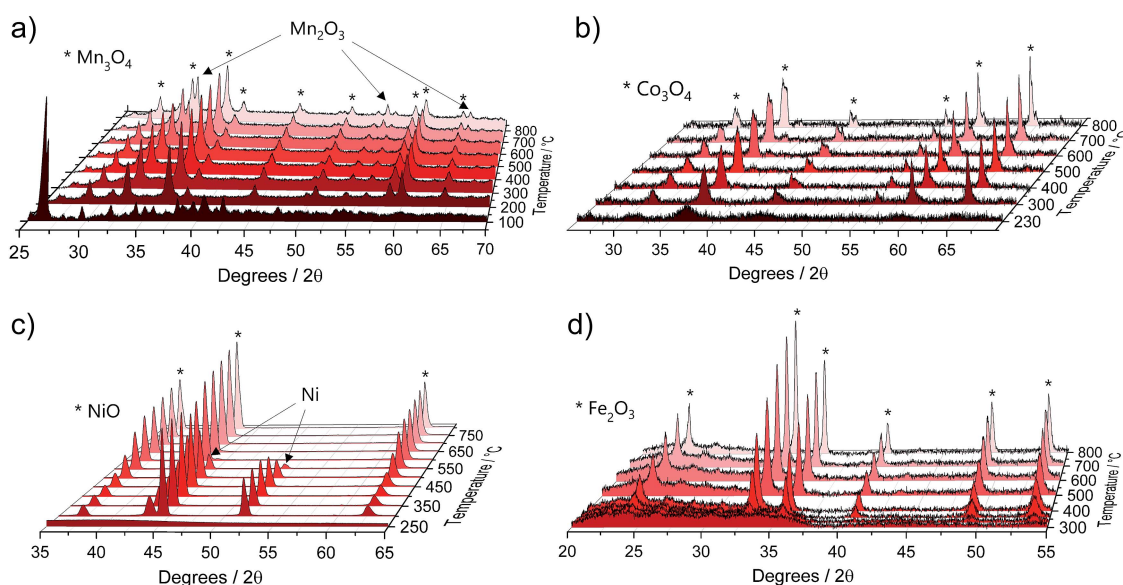 a)
* Mn₃O₄
Mn₂O₃
* * * * * * * * *
800
700
600
500
400
300
200
100
Temperature / °C
25 30 35 40 45 50 55 60 65 70
Degrees / 2θ
b)
* Co₃O₄
* * * * * *
800
700
600
500
400
300
230
Temperature / °C
30 35 40 45 50 55 60 65
Degrees / 2θ
c)
* NiO
Ni
* * *
750
650
550
450
350
250
Temperature / °C
35 40 45 50 55 60 65
Degrees / 2θ
d)
* Fe₂O₃
* * * * * *
800
700
600
500
400
300
Temperature / °C
20 25 30 35 40 45 50 55
Degrees / 2θ